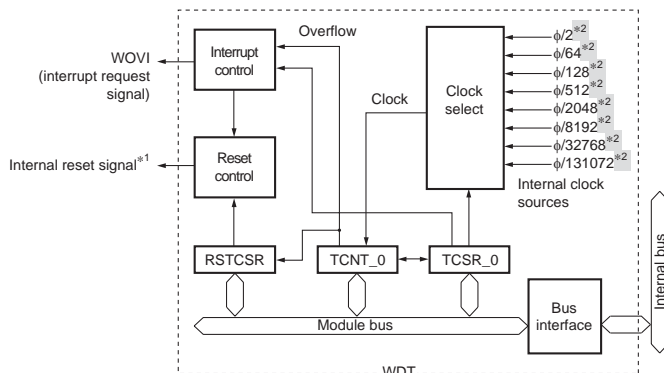 Overflow
WOVI
(interrupt request
signal)
Interrupt
control
Clock
Clock
select
φ/2*2
φ/64*2
φ/128*2
φ/512*2
φ/2048*2
φ/8192*2
φ/32768*2
φ/131072*2
Internal clock
sources
Internal reset signal*1
Reset
control
RSTCSR
TCNT_0
TCSR_0
Module bus
Bus
interface
Internal bus
WDT